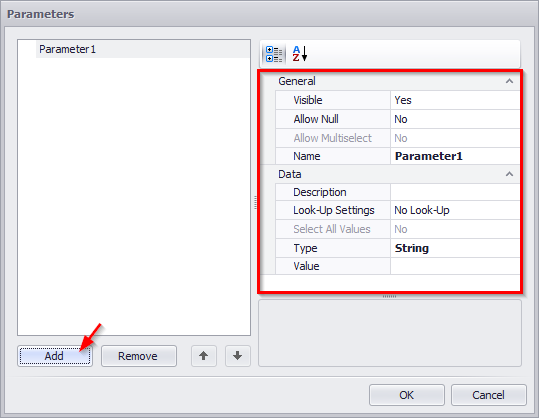 Parameters
Parameter1
A
Z
General
Visible Yes
Allow Null No
Allow Multiselect No
Name Parameter1
Data
Description
Look-Up Settings No Look-Up
Select All Values No
Type String
Value
Add Remove
OK Cancel